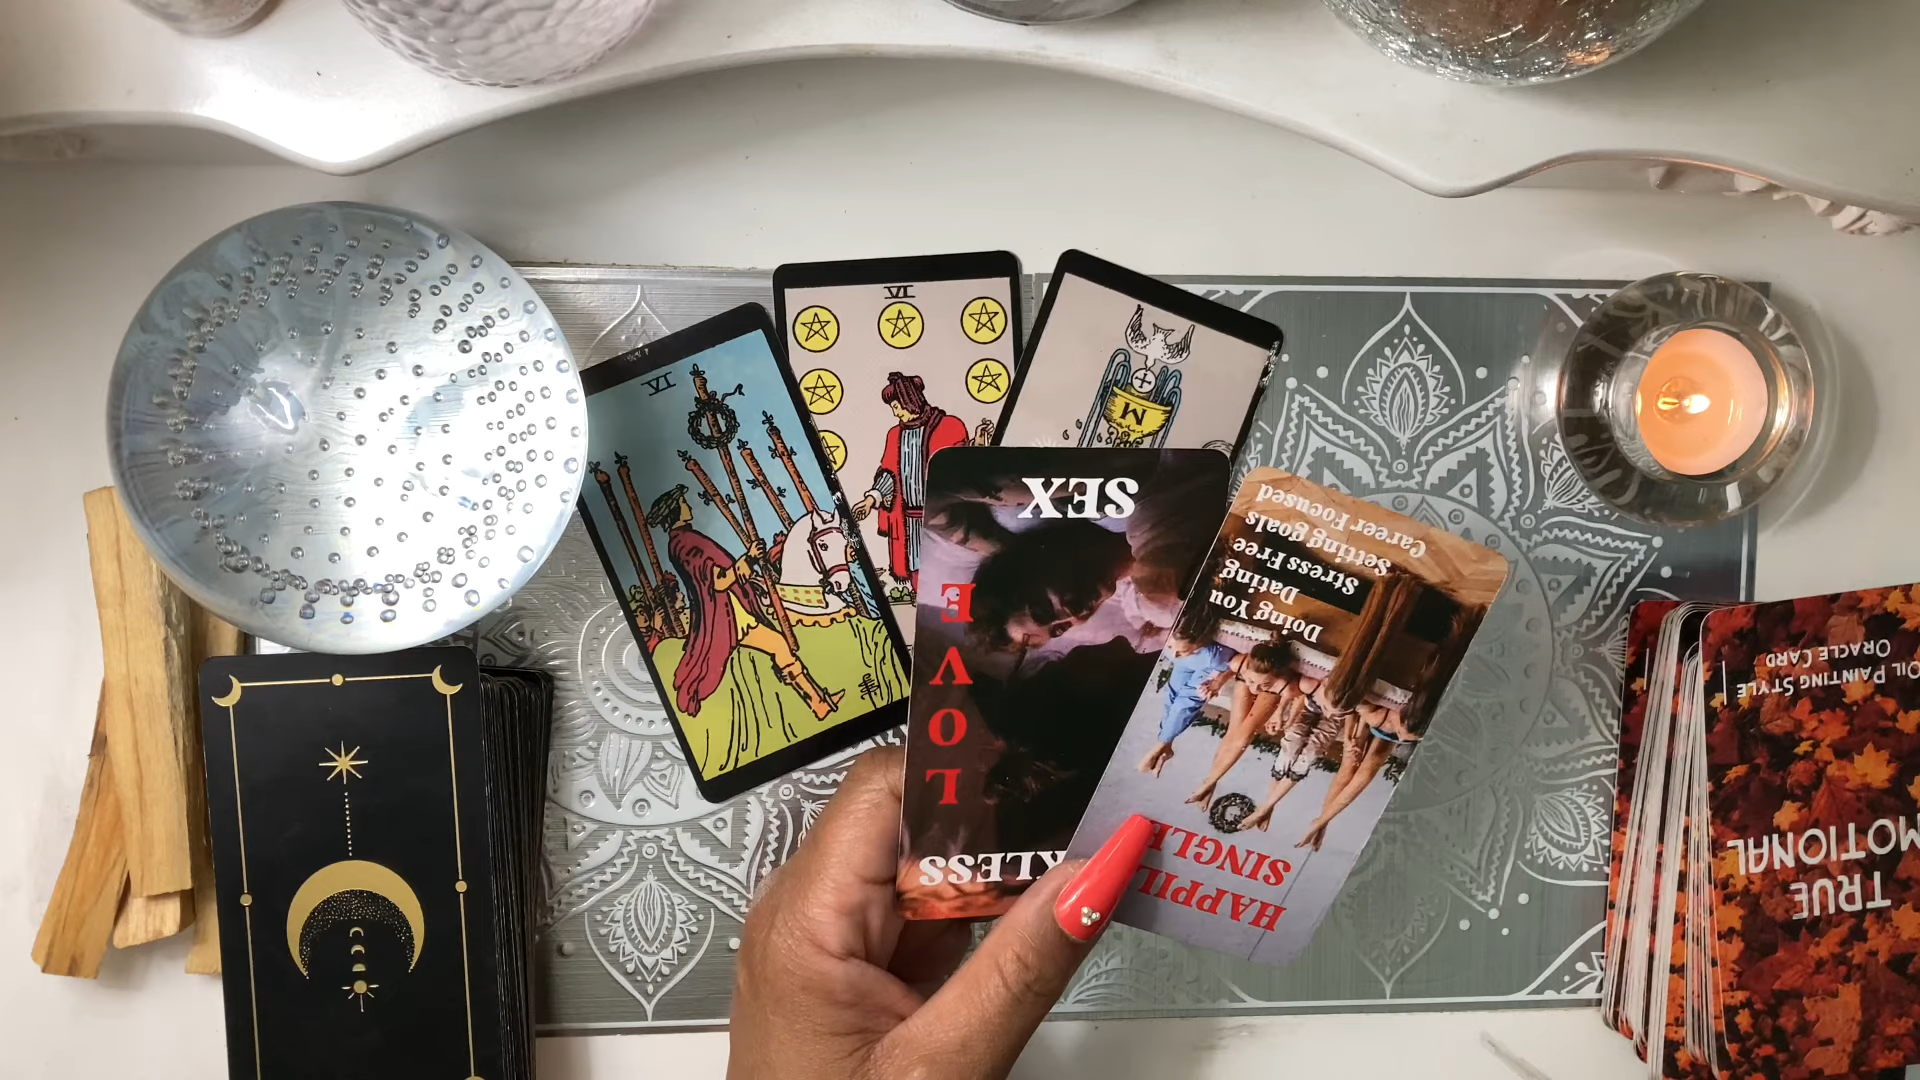 VI
VI
M
KLESS
LOVE
SEX
HAPPIL
SINGLE
Doing You
Dating
Stress Free
Setting goals
Career Focused
TRUE
MOTIONAL
OIL PAINTING STYLE
ORACLE CARD